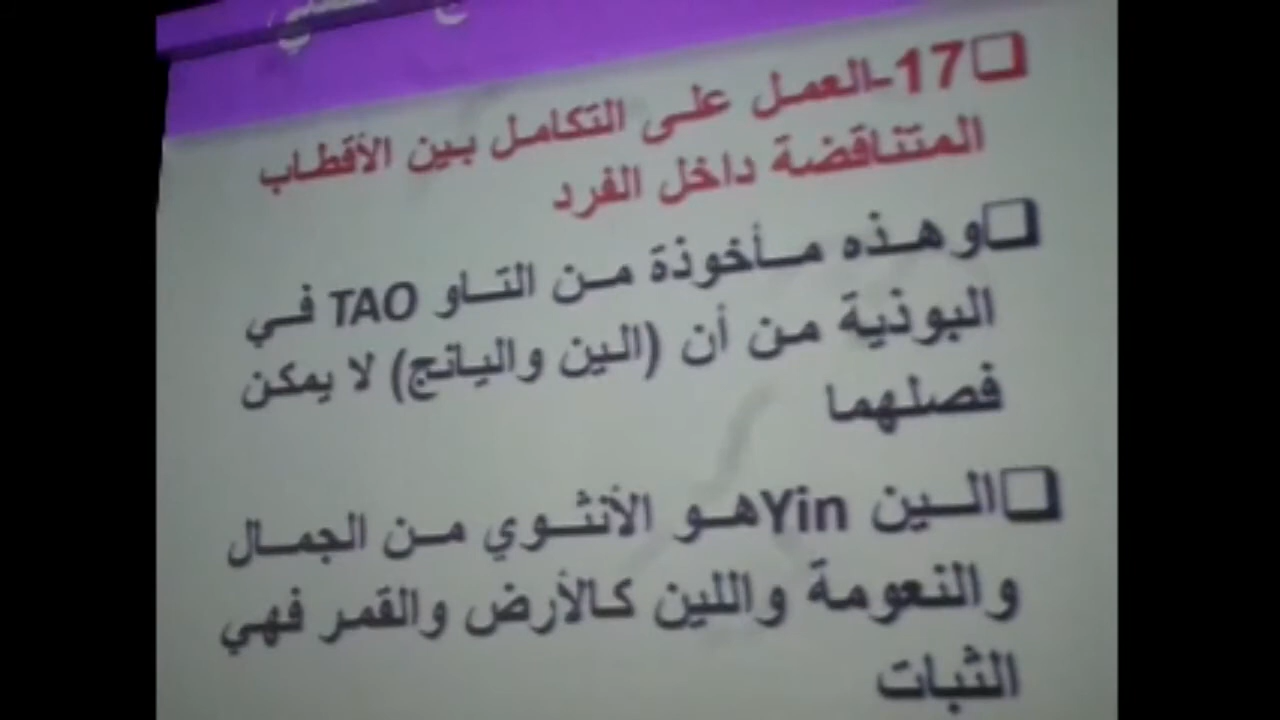 17-العمل على التكامل بين الأقطاب
المتناقضة داخل الفرد
وهذه مأخوذة من التاو TAO في
البوذية من أن (الين واليانج) لا يمكن
فصلهما
الين Yinهو الأنثوي من الجمال
والنعومة واللين كالأرض والقمر فهي
الثبات